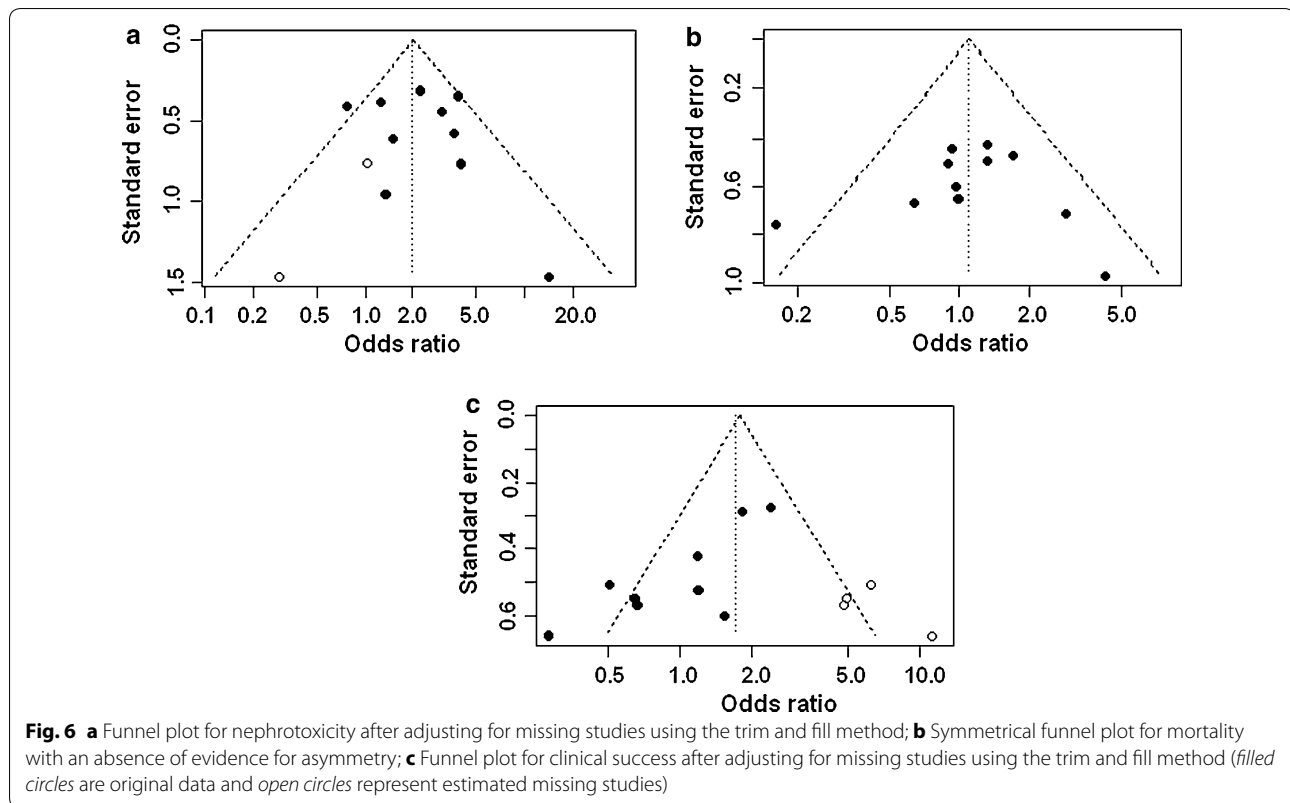 a
0.0
0.5
1.0
1.5
Standard error
0.1 0.2 0.5 1.0 2.0 5.0 20.0
Odds ratio
b
0.2
0.6
1.0
Standard error
0.2 0.5 1.0 2.0 5.0
Odds ratio
c
0.0
0.2
0.4
0.6
Standard error
0.5 1.0 2.0 5.0 10.0
Odds ratio
Fig. 6 a Funnel plot for nephrotoxicity after adjusting for missing studies using the trim and fill method; b Symmetrical funnel plot for mortality
with an absence of evidence for asymmetry; c Funnel plot for clinical success after adjusting for missing studies using the trim and fill method (filled
circles are original data and open circles represent estimated missing studies)